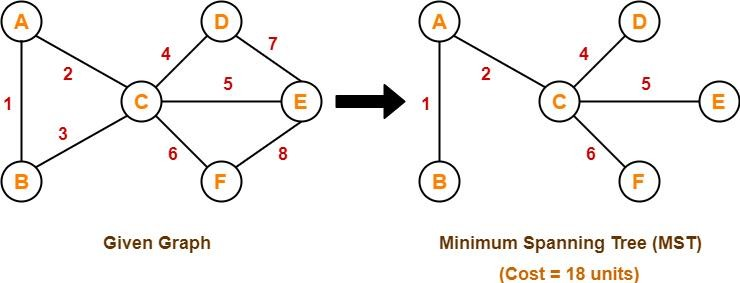 A
D
A
D
4
7
4
2
2
1
C
5
E
1
C
5
E
3
6
8
6
B
F
B
F
Given Graph
Minimum Spanning Tree (MST)
(Cost = 18 units)